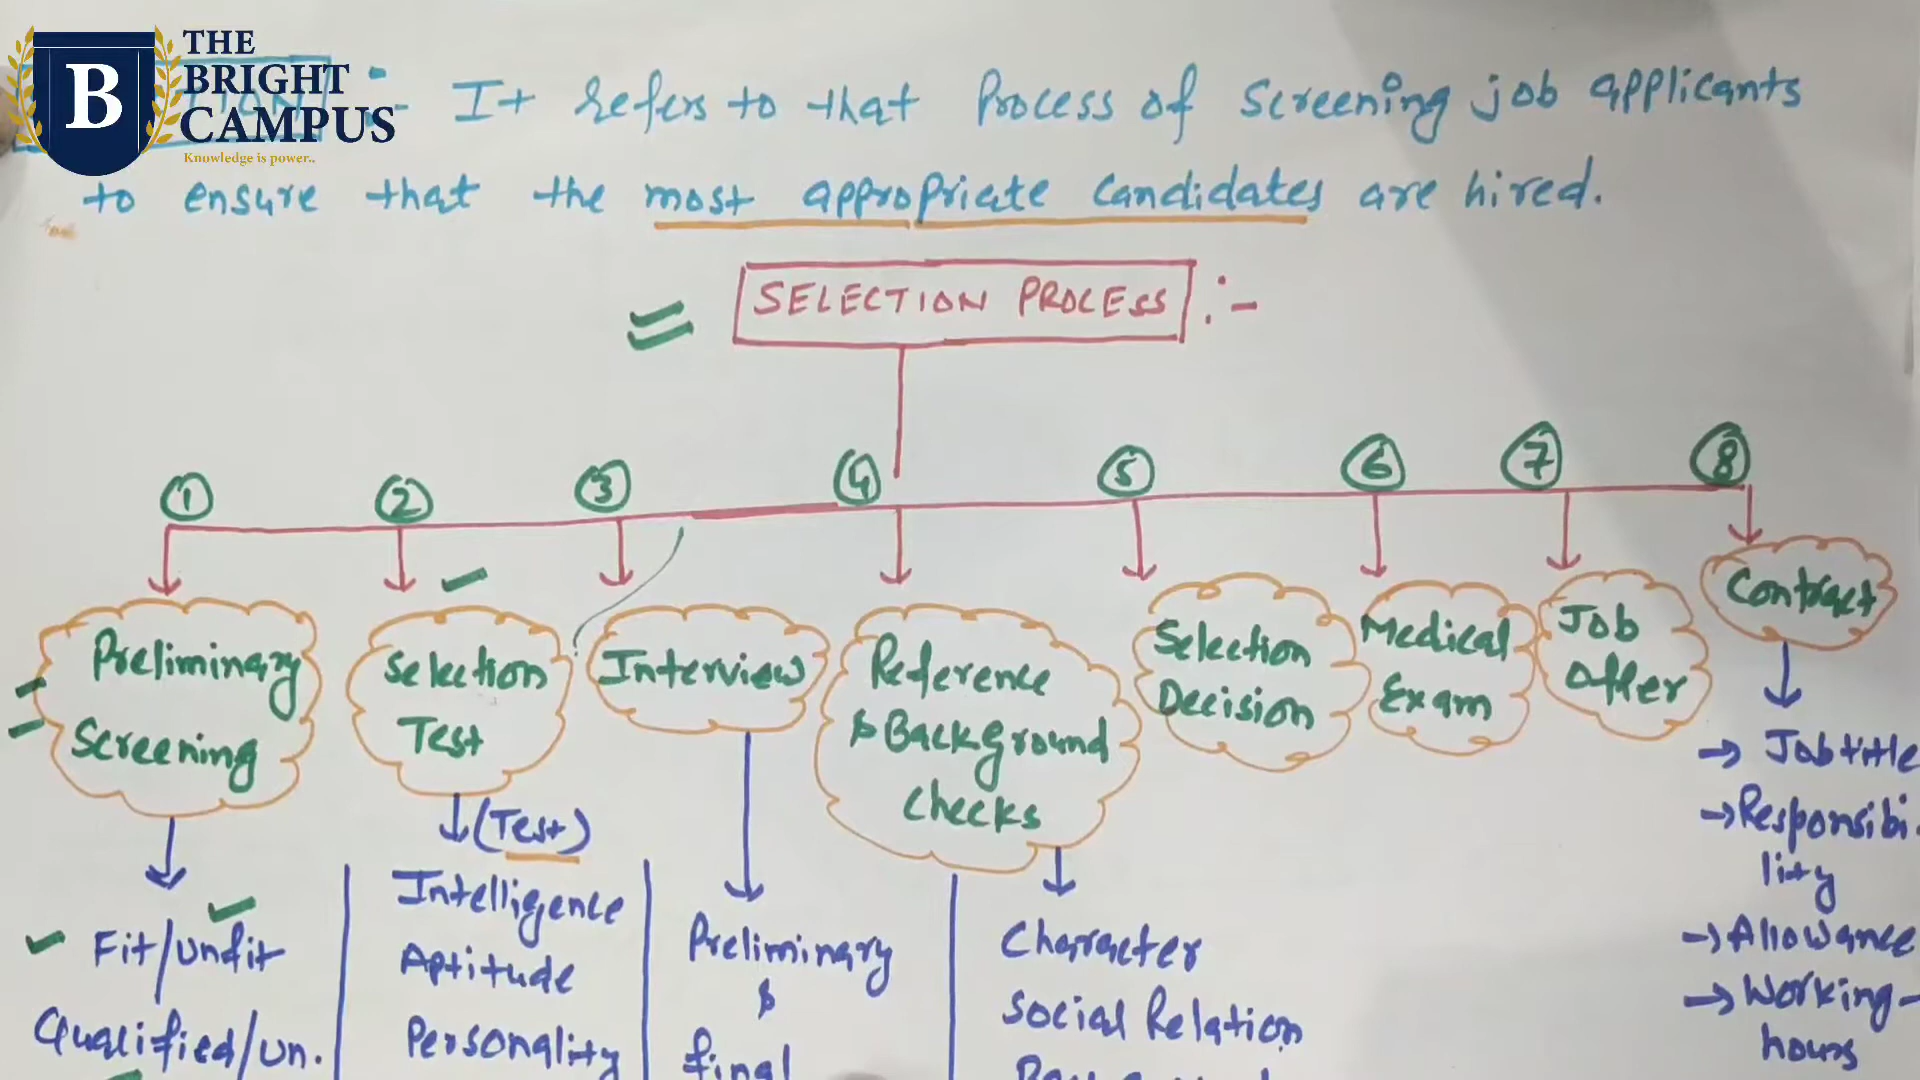 THE
BRIGHT
CAMPUS
B
Knowledge is power..
:- It refers to that Process of Screening job applicants
to ensure that the most appropriate candidates are hired.
SELECTION PROCESS :-
1 2 3 4 5 6 7 8
Preliminary
Screening
Selection
Test
Interview
Reference
& Background
Checks
Selection
Decision
Medical
Exam
Job
Offer
Contract
Fit/Unfit
Qualified/un.
(Test)
Intelligence
Aptitude
Personality
Preliminary
&
final
Character
Social Relation
→ Job title
→ Responsibi-
lity
→ Allowance
→ Working-
hours